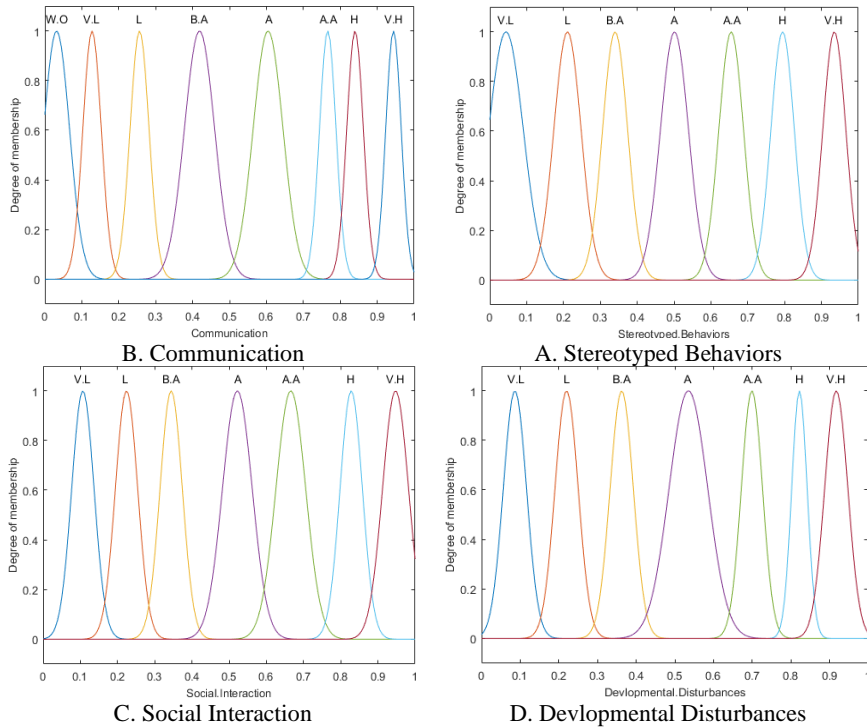 W.O V.L L B.A A A.A H V.H
1
0.8
0.6
0.4
0.2
0
Degree of membership
0 0.1 0.2 0.3 0.4 0.5 0.6 0.7 0.8 0.9 1
Communication
B. Communication
V.L L B.A A A.A H V.H
1
0.8
0.6
0.4
0.2
0
Degree of membership
0 0.1 0.2 0.3 0.4 0.5 0.6 0.7 0.8 0.9 1
Stereotyped.Behaviors
A. Stereotyped Behaviors
V.L L B.A A A.A H V.H
1
0.8
0.6
0.4
0.2
0
Degree of membership
0 0.1 0.2 0.3 0.4 0.5 0.6 0.7 0.8 0.9 1
Social.Interaction
C. Social Interaction
V.L L B.A A A.A H V.H
1
0.8
0.6
0.4
0.2
0
Degree of membership
0 0.1 0.2 0.3 0.4 0.5 0.6 0.7 0.8 0.9 1
Devlopmental.Disturbances
D. Devlopmental Disturbances